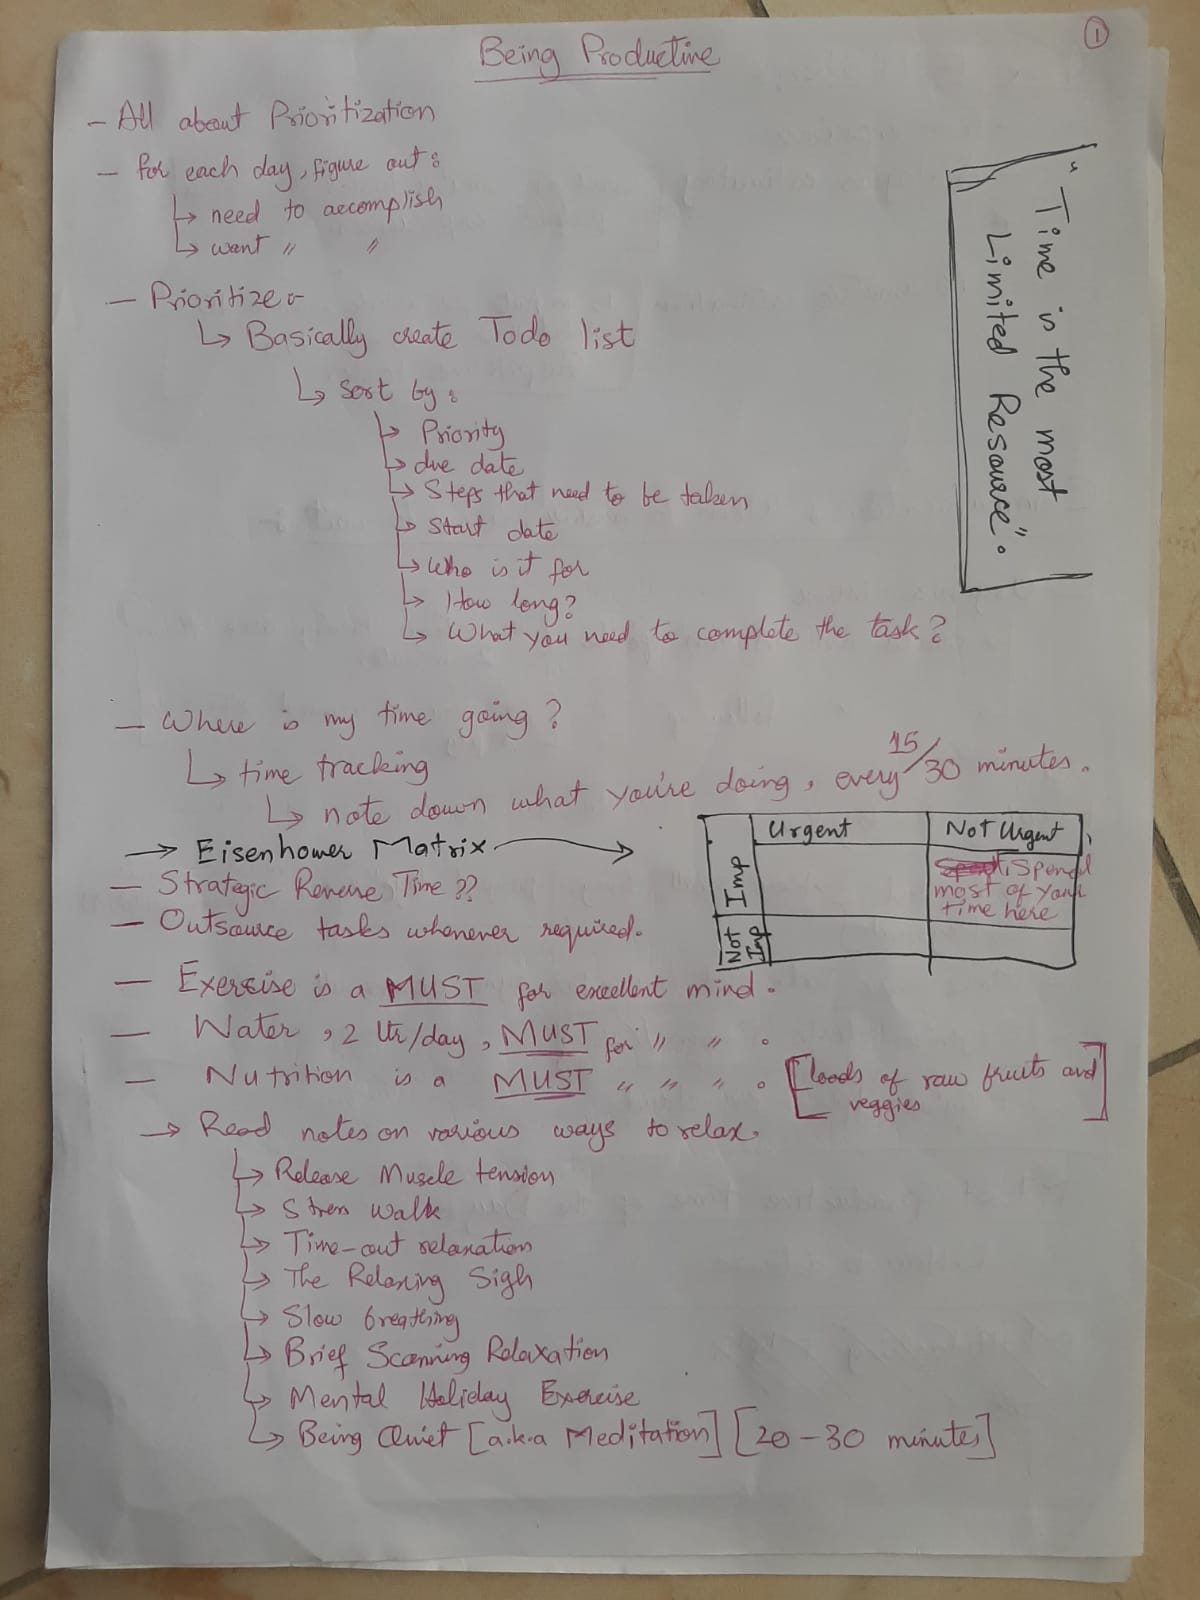 1
Being Productive
- All about Prioritization
- for each day, figure out:
↳ need to accomplish
↳ want " "
- Prioritize :-
↳ Basically create Todo list
↳ Sort by:
↳ Priority
↳ due date
↳ Steps that need to be taken
↳ Start date
↳ Who is it for
↳ How long?
↳ What you need to complete the task?
"Time is the most
Limited Resource".
- Where is my time going?
↳ time tracking
↳ note down what you're doing, every 15/30 minutes.
→ Eisenhower Matrix →
Urgent Not Urgent
Imp
Spend
most of your
time here
Not
Imp
- Strategic Reverse Time ??
- Outsource tasks whenever required.
- Exercise is a MUST for excellent mind.
- Water, 2 ltr/day, MUST for " " .
- Nutrition is a MUST " " " . [loads of raw fruits and
veggies]
→ Read notes on various ways to relax.
↳ Release Muscle tension
↳ Stress walk
↳ Time-out relaxation
↳ The Relaxing Sigh
↳ Slow breathing
↳ Brief Scanning Relaxation
↳ Mental Holiday Exercise
↳ Being Quiet [a.k.a Meditation] [20-30 minutes]